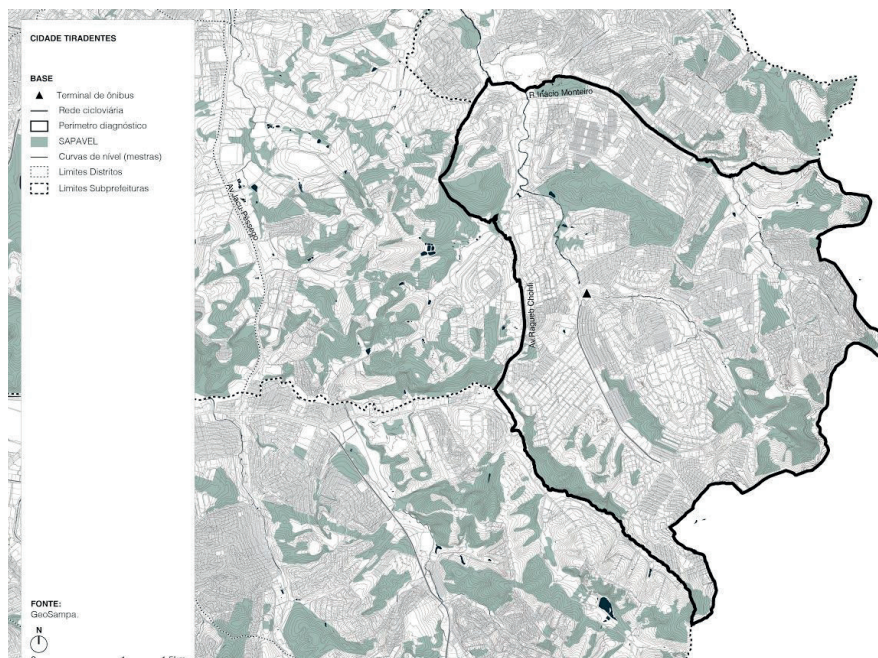 CIDADE TIRADENTES
BASE
Terminal de ônibus
Rede cicloviária
Perímetro diagnóstico
SAPAVEL
Curvas de nível (mestras)
Limites Distritos
Limites Subprefeituras
R. Inácio Monteiro
Av. Jacu-Pêssego
Av. Ragueb Chohfi
FONTE:
GeoSampa.
N